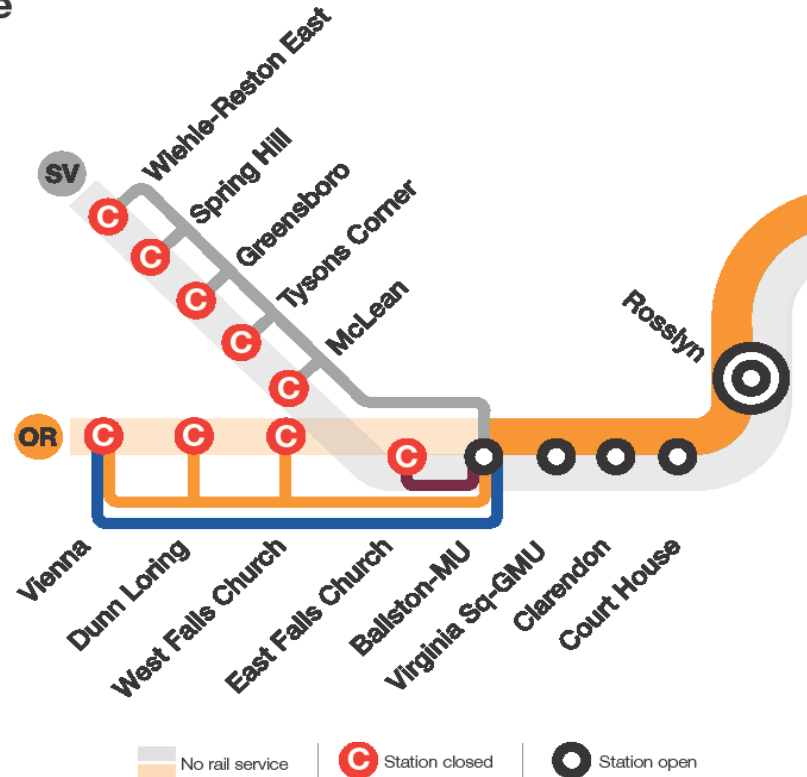 e
Wiehle-Reston East
SV
Spring Hill
Greensboro
Tysons Corner
McLean
Rosslyn
C
C
C
C
C
OR
C
C
C
C
Vienna
Dunn Loring
West Falls Church
East Falls Church
Ballston-MU
Virginia Sq-GMU
Clarendon
Court House
No rail service
C Station closed
Station open